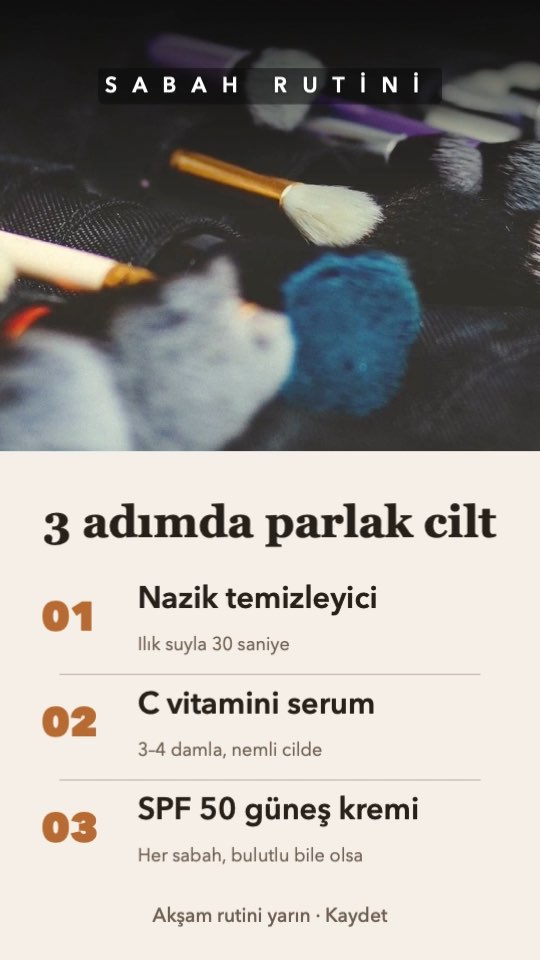 SABAH RUTİNİ
3 adımda parlak cilt
01
Nazik temizleyici
Ilık suyla 30 saniye
02
C vitamini serum
3–4 damla, nemli cilde
03
SPF 50 güneş kremi
Her sabah, bulutlu bile olsa
Akşam rutini yarın · Kaydet